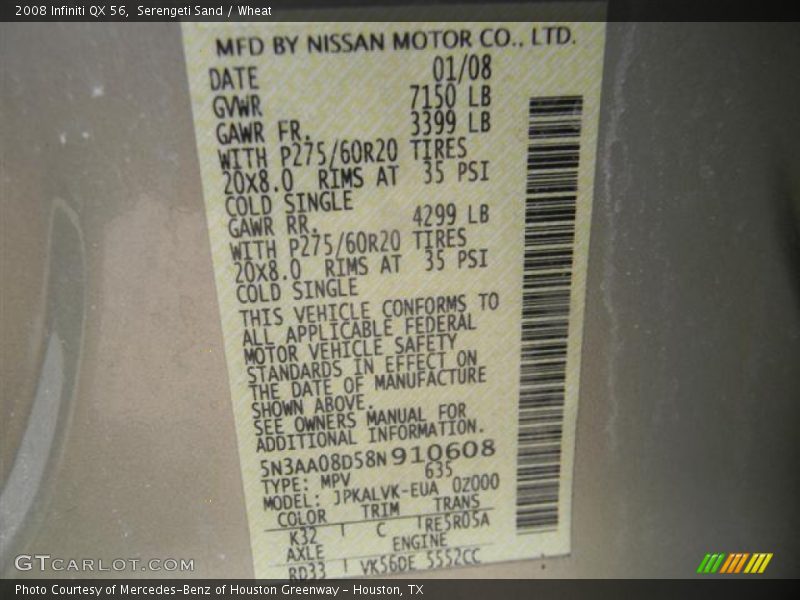 2008 Infiniti QX 56, Serengeti Sand / Wheat
MFD BY NISSAN MOTOR CO., LTD.
DATE 01/08
GVWR 7150 LB
GAWR FR. 3399 LB
WITH P275/60R20 TIRES
20X8.0 RIMS AT 35 PSI
COLD SINGLE
GAWR RR. 4299 LB
WITH P275/60R20 TIRES
20X8.0 RIMS AT 35 PSI
COLD SINGLE
THIS VEHICLE CONFORMS TO
ALL APPLICABLE FEDERAL
MOTOR VEHICLE SAFETY
STANDARDS IN EFFECT ON
THE DATE OF MANUFACTURE
SHOWN ABOVE.
SEE OWNERS MANUAL FOR
ADDITIONAL INFORMATION.
5N3AA08D58N910608
TYPE: MPV 635
MODEL: JPKALVK-EUA 0Z000
COLOR TRIM TRANS
K32 C RE5R05A
AXLE ENGINE
RD33 VK56DE 5552CC
GTCarLot.com
Photo Courtesy of Mercedes-Benz of Houston Greenway - Houston, TX